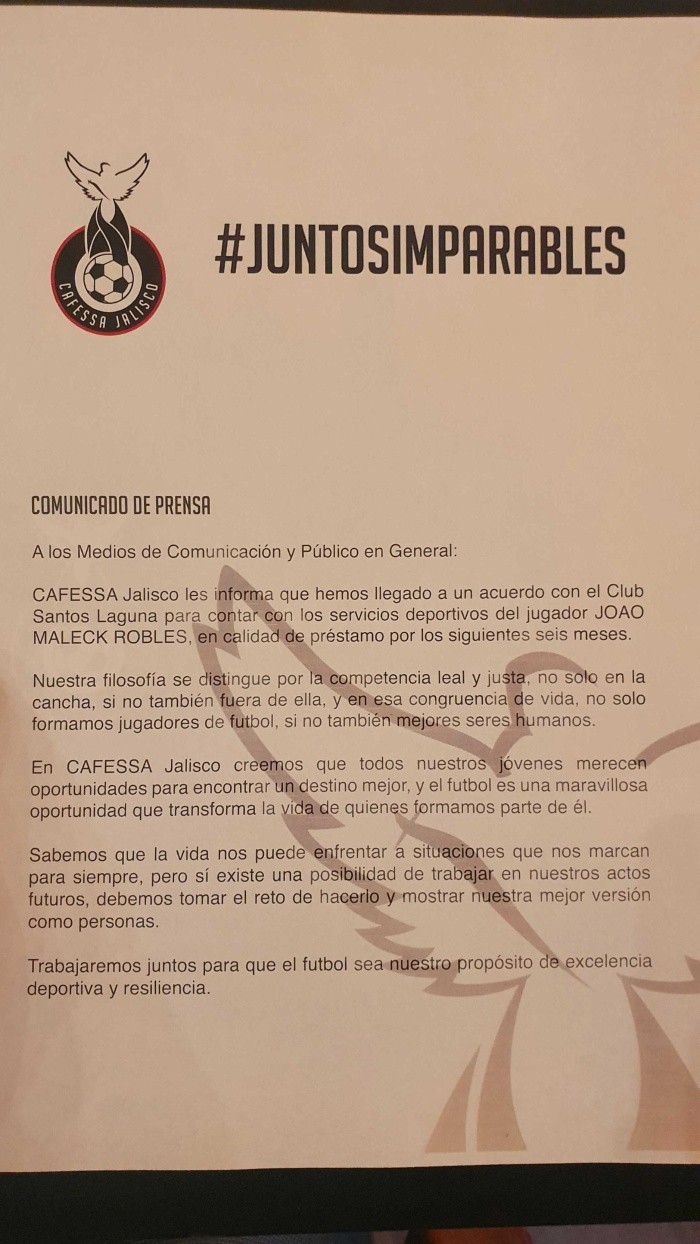 CAFESSA JALISCO
#JUNTOSIMPARABLES
COMUNICADO DE PRENSA
A los Medios de Comunicación y Público en General:
CAFESSA Jalisco les informa que hemos llegado a un acuerdo con el Club
Santos Laguna para contar con los servicios deportivos del jugador JOAO
MALECK ROBLES, en calidad de préstamo por los siguientes seis meses.
Nuestra filosofía se distingue por la competencia leal y justa, no solo en la
cancha, si no también fuera de ella, y en esa congruencia de vida, no solo
formamos jugadores de futbol, si no también mejores seres humanos.
En CAFESSA Jalisco creemos que todos nuestros jóvenes merecen
oportunidades para encontrar un destino mejor, y el futbol es una maravillosa
oportunidad que transforma la vida de quienes formamos parte de él.
Sabemos que la vida nos puede enfrentar a situaciones que nos marcan
para siempre, pero sí existe una posibilidad de trabajar en nuestros actos
futuros, debemos tomar el reto de hacerlo y mostrar nuestra mejor versión
como personas.
Trabajaremos juntos para que el futbol sea nuestro propósito de excelencia
deportiva y resiliencia.